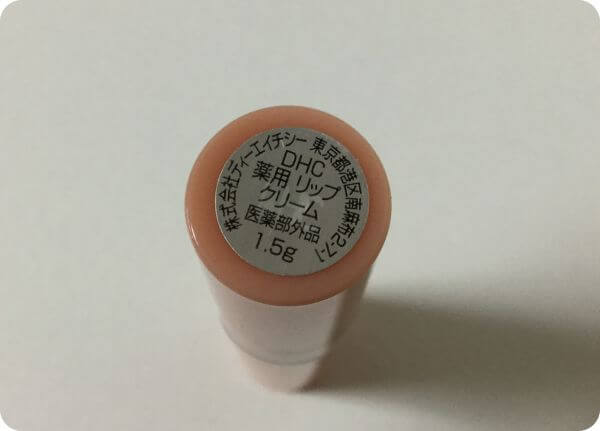 株式会社ディーエイチシー 東京都港区南麻布2-7-1
DHC
薬用 リップ
クリーム
医薬部外品
1.5g